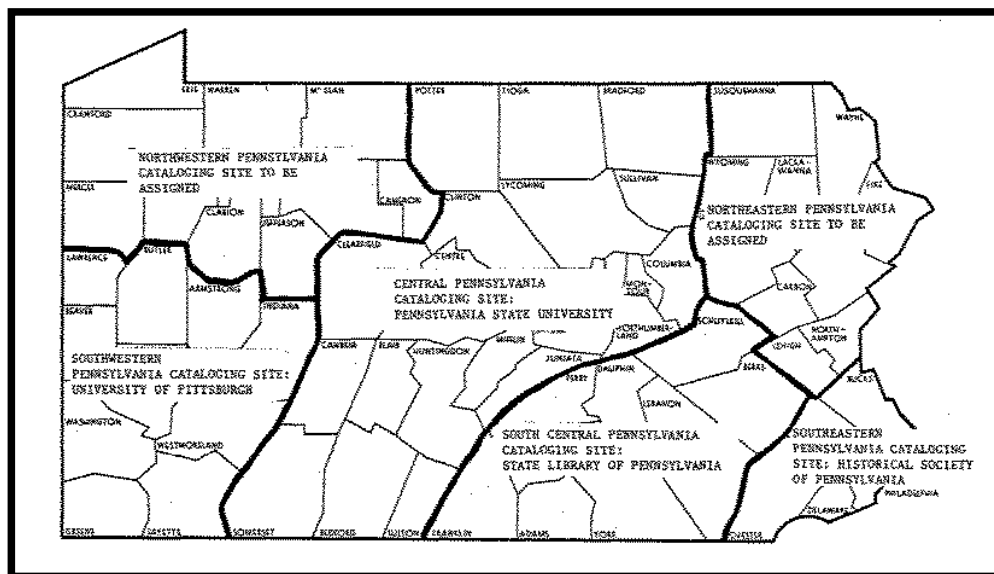 ERIE WARREN McKEAN POTTER TIOGA BRADFORD SUSQUEHANNA
CRAWFORD
WAYNE
NORTHWESTERN PENNSYLVANIA
CATALOGING SITE TO BE
ASSIGNED
WYOMING LACKA-
WANNA
MERCER
LYCOMING
SULLIVAN
PIKE
CAMERON
CLINTON
CLARION
JEFFERSON
NORTHEASTERN PENNSYLVANIA
CATALOGING SITE TO BE
ASSIGNED
LAWRENCE
BUTLER
CLEARFIELD
CENTRE
COLUMBIA
ARMSTRONG
CENTRAL PENNSYLVANIA
CATALOGING SITE:
PENNSYLVANIA STATE UNIVERSITY
MON-
TOUR
CARBON
BEAVER
INDIANA
SCHUYLKILL
NORTHUMBER-
LAND
NORTH-
AMPTON
LEHIGH
CAMBRIA
BLAIR
HUNTINGDON
MIFFLIN
JUNIATA
PERRY
DAUPHIN
BERKS
BUCKS
SOUTHWESTERN
PENNSYLVANIA CATALOGING SITE:
UNIVERSITY OF PITTSBURGH
LEBANON
WASHINGTON
WESTMORELAND
SOUTH CENTRAL PENNSYLVANIA
CATALOGING SITE:
STATE LIBRARY OF PENNSYLVANIA
SOUTHEASTERN
PENNSYLVANIA CATALOGING
SITE: HISTORICAL SOCIETY
OF PENNSYLVANIA
PHILADELPHIA
DELAWARE
GREENE FAYETTE SOMERSET BEDFORD FULTON FRANKLIN ADAMS YORK CHESTER